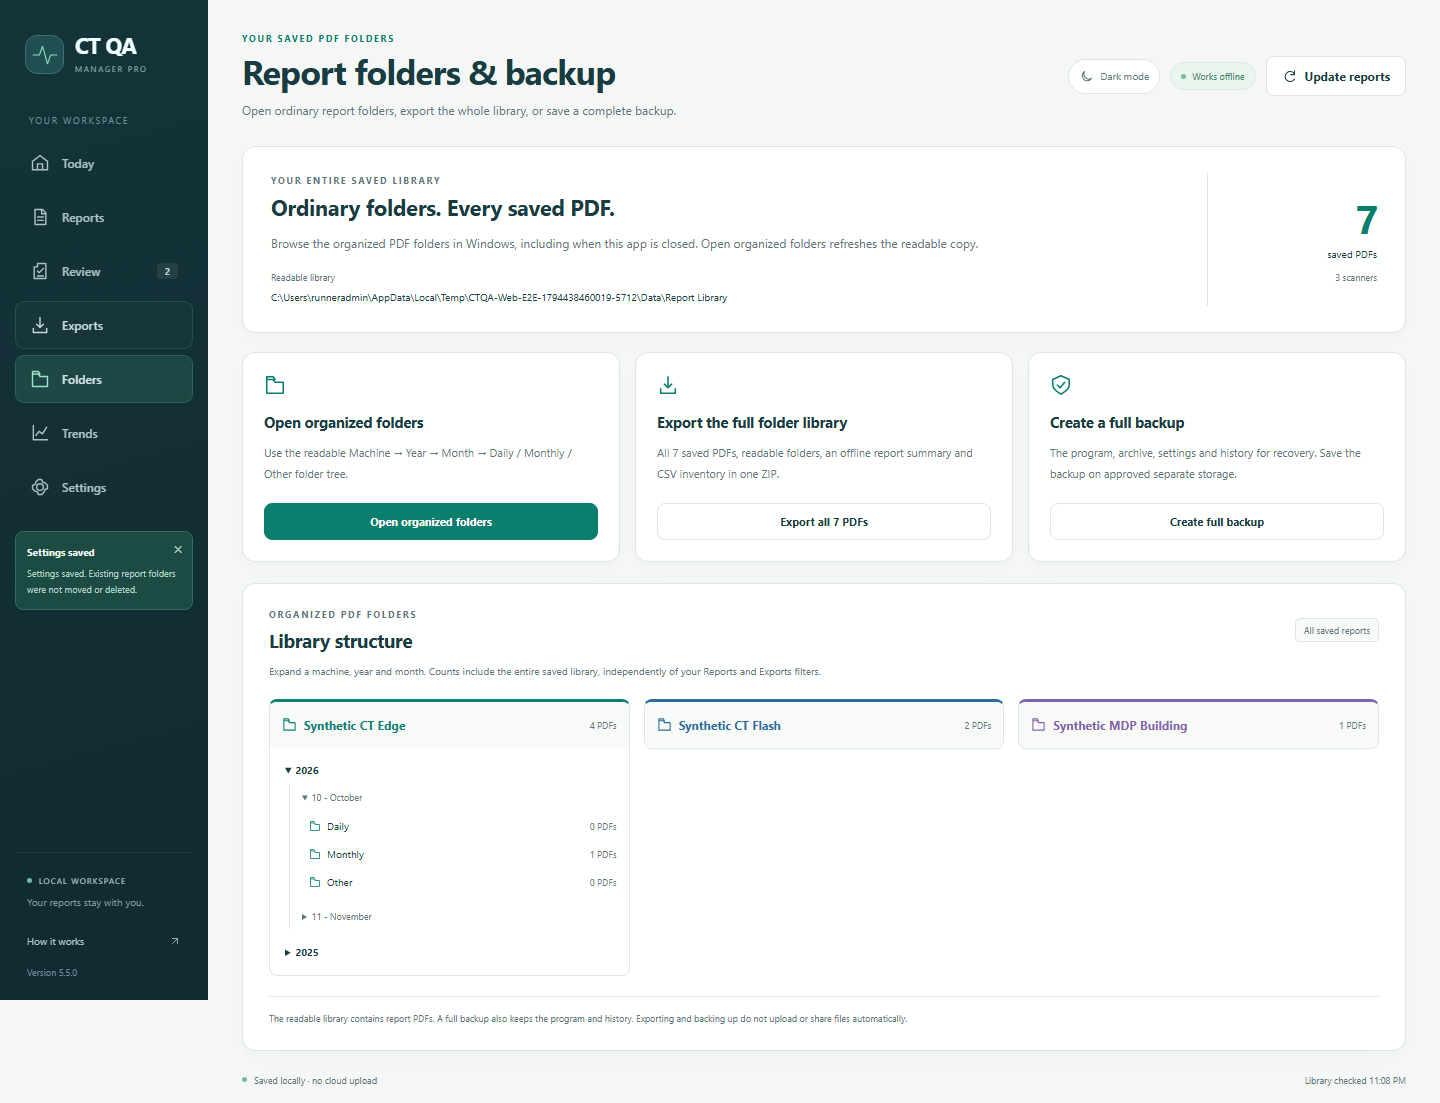 CT QA
MANAGER PRO
YOUR WORKSPACE
Today
Reports
Review 2
Exports
Folders
Trends
Settings
Settings saved
Settings saved. Existing report folders
were not moved or deleted.
LOCAL WORKSPACE
Your reports stay with you.
How it works
Version 5.5.0
YOUR SAVED PDF FOLDERS
Report folders & backup
Open ordinary report folders, export the whole library, or save a complete backup.
Dark mode
Works offline
Update reports
YOUR ENTIRE SAVED LIBRARY
Ordinary folders. Every saved PDF.
Browse the organized PDF folders in Windows, including when this app is closed. Open organized folders refreshes the readable copy.
Readable library
C:\Users\runneradmin\AppData\Local\Temp\CTQA-Web-E2E-1794438460019-5712\Data\Report Library
7
saved PDFs
3 scanners
Open organized folders
Use the readable Machine → Year → Month → Daily / Monthly /
Other folder tree.
Open organized folders
Export the full folder library
All 7 saved PDFs, readable folders, an offline report summary and
CSV inventory in one ZIP.
Export all 7 PDFs
Create a full backup
The program, archive, settings and history for recovery. Save the
backup on approved separate storage.
Create full backup
ORGANIZED PDF FOLDERS
Library structure
All saved reports
Expand a machine, year and month. Counts include the entire saved library, independently of your Reports and Exports filters.
Synthetic CT Edge 4 PDFs
2026
10 - October
Daily 0 PDFs
Monthly 1 PDFs
Other 0 PDFs
11 - November
2025
Synthetic CT Flash 2 PDFs
Synthetic MDP Building 1 PDFs
The readable library contains report PDFs. A full backup also keeps the program and history. Exporting and backing up do not upload or share files automatically.
Saved locally · no cloud upload
Library checked 11:08 PM